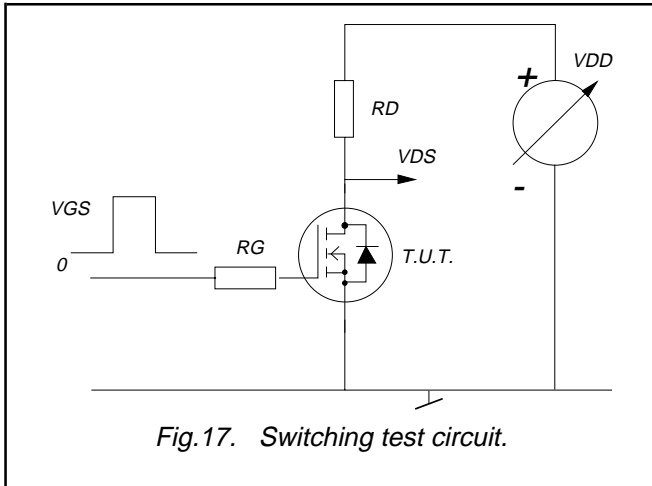 +
VDD
RD
VDS
-
VGS
RG
0
T.U.T.
Fig.17. Switching test circuit.